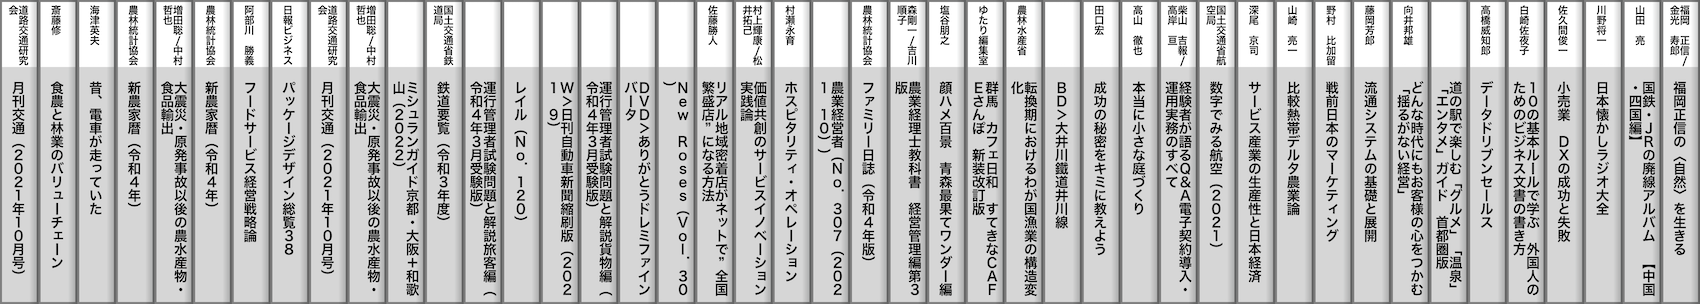 福岡　正信/
金光　寿郎
福岡正信の〈自然〉を生きる
山田　亮
国鉄・ＪＲの廃線アルバム　【中国
・四国編】
川野将一
日本懐かしラジオ大全
佐久間俊一
小売業　ＤＸの成功と失敗
白崎佐夜子
１０の基本ルールで学ぶ　外国人の
ためのビジネス文書の書き方
高橋威知郎
データドリブンセールス
道の駅で楽しむ「グルメ」「温泉」
「エンタメ」ガイド　首都圏版
向井邦雄
どんな時代にもお客様の心をつかむ
「揺るがない経営」
藤岡芳郎
流通システムの基礎と展開
野村　比加留
戦前日本のマーケティング
山崎　亮一
比較熱帯デルタ農業論
深尾　京司
サービス産業の生産性と日本経済
国土交通省航
空局
数字でみる航空（２０２１）
柴山　吉報/
高岸　亘
経験者が語るＱ＆Ａ電子契約導入・
運用実務のすべて
高山　徹也
本当に小さな庭づくり
田口宏
成功の秘密をキミに教えよう
ＢＤ＞大井川鐵道井川線
農林水産省
転換期におけるわが国漁業の構造変
化
ゆたり編集室
群馬　カフェ日和　すてきなＣＡＦ
Ｅさんぽ　新装改訂版
塩谷朋之
顔ハメ百景　青森最果てワンダー編
森剛一/吉川
順子
農業経理士教科書　経営管理編第３
版
農林統計協会
ファミリー日誌（令和４年版）
農業経営者（Ｎｏ．３０７（２０２
１　１０））
村瀬永育
ホスピタリティ・オペレーション
村上輝康/松
井拓己
価値共創のサービスイノベーション
実践論
佐藤勝人
リアル地域密着店がネットで”全国
繁盛店”になる方法
Ｎｅｗ　Ｒｏｓｅｓ（Ｖｏｌ．３０
）
ＤＶＤ＞ありがとうドレミファイン
バータ
運行管理者試験問題と解説貨物編（
令和４年３月受験版）
Ｗ＞日刊自動車新聞縮刷版（２０２
１　９）
レイル（Ｎｏ．１２０）
運行管理者試験問題と解説旅客編（
令和４年３月受験版）
国土交通省鉄
道局
鉄道要覧（令和３年度）
ミシュランガイド京都・大阪＋和歌
山（２０２２）
増田聡/中村
哲也
大震災・原発事故以後の農水産物・
食品輸出
道路交通研究
会
月刊交通（２０２１年１０月号）
日報ビジネス
パッケージデザイン総覧３８
阿部川　勝義
フードサービス経営戦略論
農林統計協会
新農家暦（令和４年）
増田聡/中村
哲也
大震災・原発事故以後の農水産物・
食品輸出
農林統計協会
新農家暦（令和４年）
海津英夫
昔、電車が走っていた
斎藤修
食農と林業のバリューチェーン
道路交通研究
会
月刊交通（２０２１年１０月号）